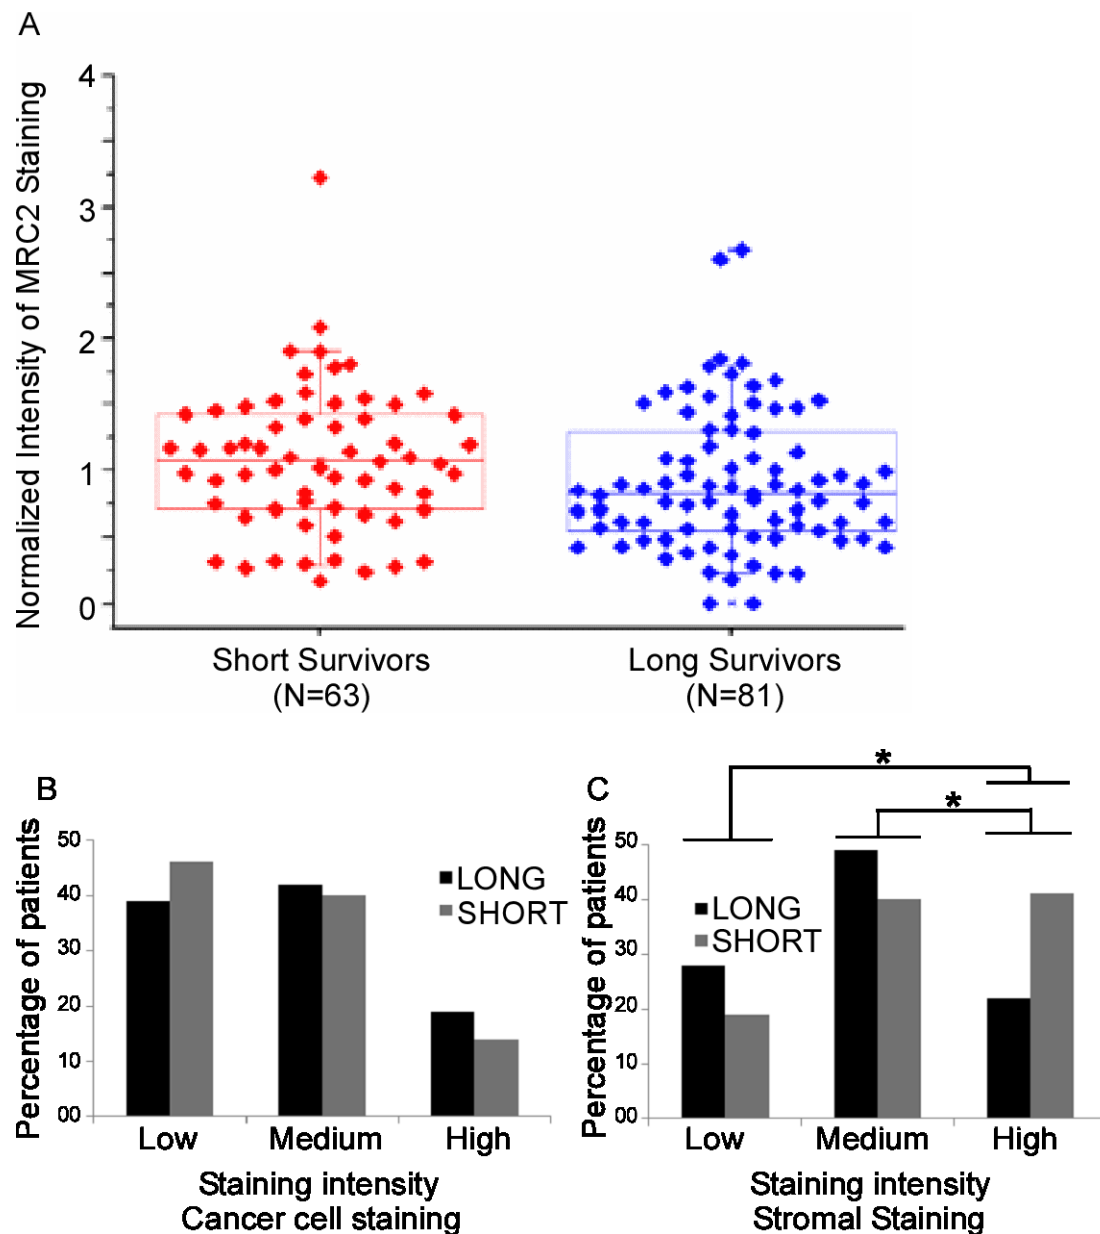 A
Normalized Intensity of MRC2 Staining
4
3
2
1
0
Short Survivors
(N=63)
Long Survivors
(N=81)
B
Percentage of patients
50
40
30
20
10
00
LONG
SHORT
Low
Medium
High
Staining intensity
Cancer cell staining
C
*
*
Percentage of patients
50
40
30
20
10
00
LONG
SHORT
Low
Medium
High
Staining intensity
Stromal Staining